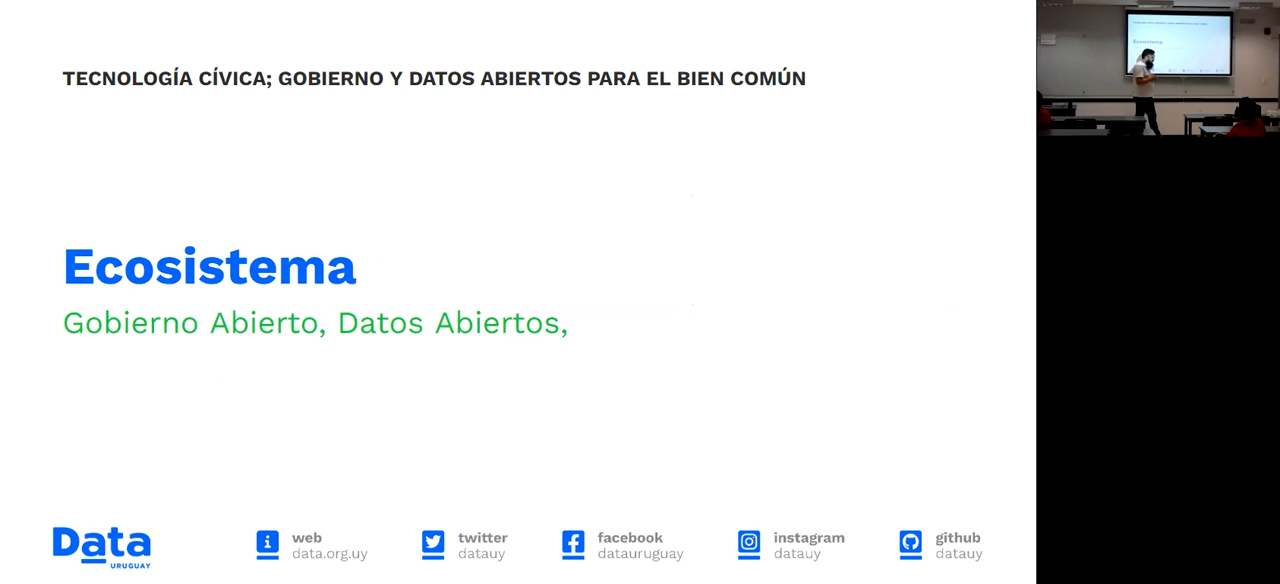 TECNOLOGÍA CÍVICA; GOBIERNO Y DATOS ABIERTOS PARA EL BIEN COMÚN
Ecosistema
Gobierno Abierto, Datos Abiertos,
Data
URUGUAY
web
data.org.uy
twitter
datauy
facebook
datauruguay
instagram
datauy
github
datauy
Ecosistema